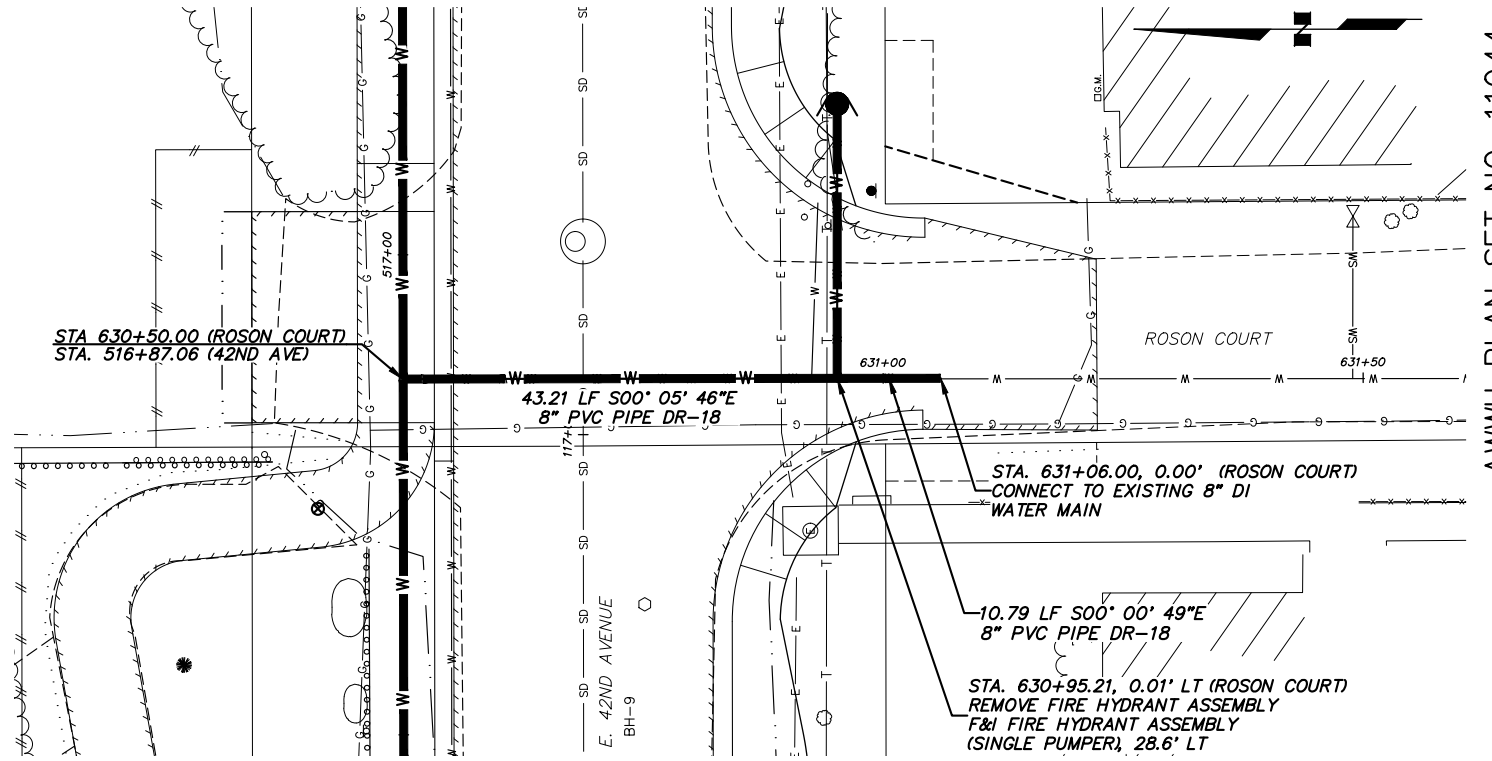 N
G.M.
517+00
STA 630+50.00 (ROSON COURT)
STA. 516+87.06 (42ND AVE)
ROSON COURT
631+00
631+50
43.21 LF S00° 05' 46"E
8" PVC PIPE DR-18
STA. 631+06.00, 0.00' (ROSON COURT)
CONNECT TO EXISTING 8" DI
WATER MAIN
10.79 LF S00° 00' 49"E
8" PVC PIPE DR-18
E. 42ND AVENUE
BH-9
STA. 630+95.21, 0.01' LT (ROSON COURT)
REMOVE FIRE HYDRANT ASSEMBLY
F&I FIRE HYDRANT ASSEMBLY
(SINGLE PUMPER), 28.6' LT